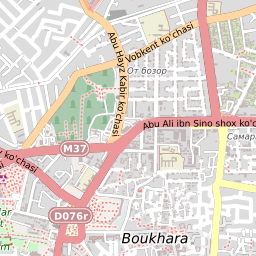 Vobkent ko'chasi
Abu Hayz Kabir ko'chasi
От бозор
Abu Ali ibn Sino shox ko'c
M37
Самар
ko'chasi
D076r
Boukhara